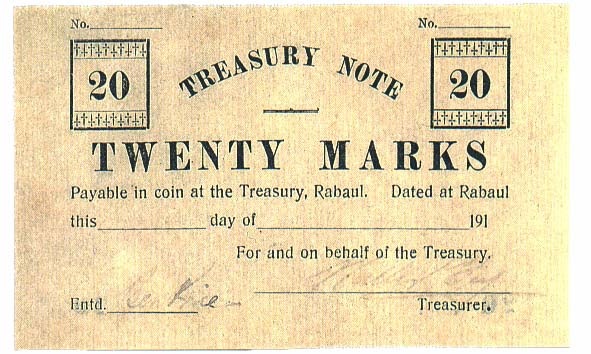 No. No.
20 TREASURY NOTE 20
TWENTY MARKS
Payable in coin at the Treasury, Rabaul. Dated at Rabaul
this day of 191
For and on behalf of the Treasury.
Entd. Treasurer.